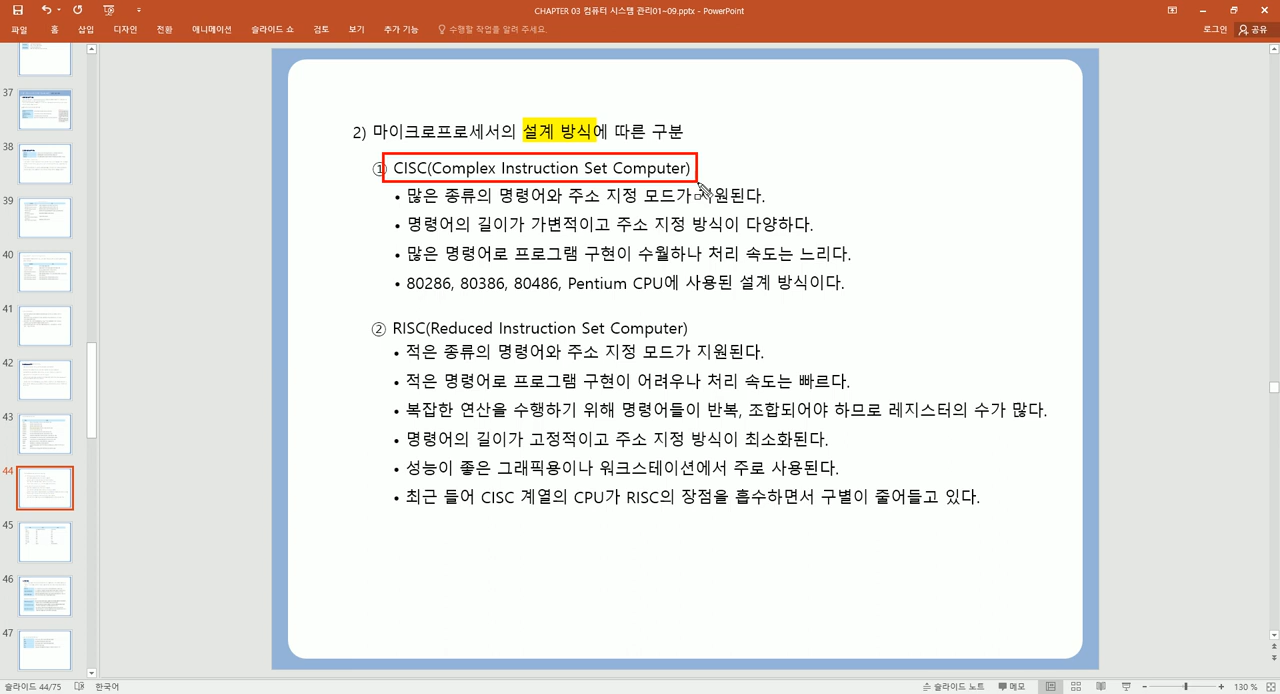 CHAPTER 03 컴퓨터 시스템 관리01~09.pptx - PowerPoint
파일 홈 삽입 디자인 전환 애니메이션 슬라이드 쇼 검토 보기 추가 기능 수행할 작업을 알려 주세요. 로그인 공유
37
38
39
40
41
42
43
44
45
46
47
2) 마이크로프로세서의 설계 방식에 따른 구분
① CISC(Complex Instruction Set Computer)
• 많은 종류의 명령어와 주소 지정 모드가 지원된다.
• 명령어의 길이가 가변적이고 주소 지정 방식이 다양하다.
• 많은 명령어로 프로그램 구현이 수월하나 처리 속도는 느리다.
• 80286, 80386, 80486, Pentium CPU에 사용된 설계 방식이다.
② RISC(Reduced Instruction Set Computer)
• 적은 종류의 명령어와 주소 지정 모드가 지원된다.
• 적은 명령어로 프로그램 구현이 어려우나 처리 속도는 빠르다.
• 복잡한 연산을 수행하기 위해 명령어들이 반복, 조합되어야 하므로 레지스터의 수가 많다.
• 명령어의 길이가 고정적이고 주소 지정 방식이 최소화된다.
• 성능이 좋은 그래픽용이나 워크스테이션에서 주로 사용된다.
• 최근 들어 CISC 계열의 CPU가 RISC의 장점을 흡수하면서 구별이 줄어들고 있다.
슬라이드 44/75 한국어 슬라이드 노트 메모 130 %